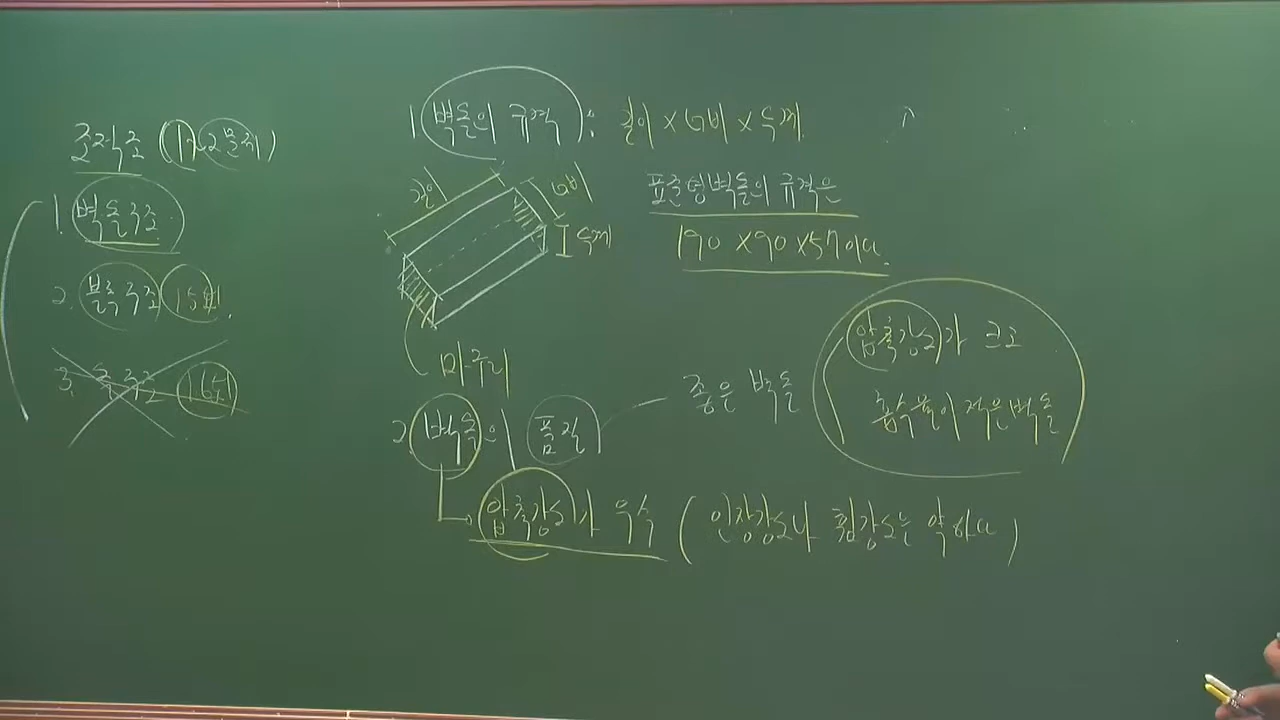 조적조 (1~2문제)
1. 벽돌구조
2. 블록구조 15회
3. 구조 16회
1 벽돌의 규격 : 길이 × 너비 × 두께
길이
너비
두께
마구리
표준형벽돌의 규격은
190 × 90 × 57이다.
2. 벽돌의 품질
좋은 벽돌
압축강도가 크고
흡수율이 적은 벽돌
압축강도가 우수 (인장강도나 휨강도는 약하다)